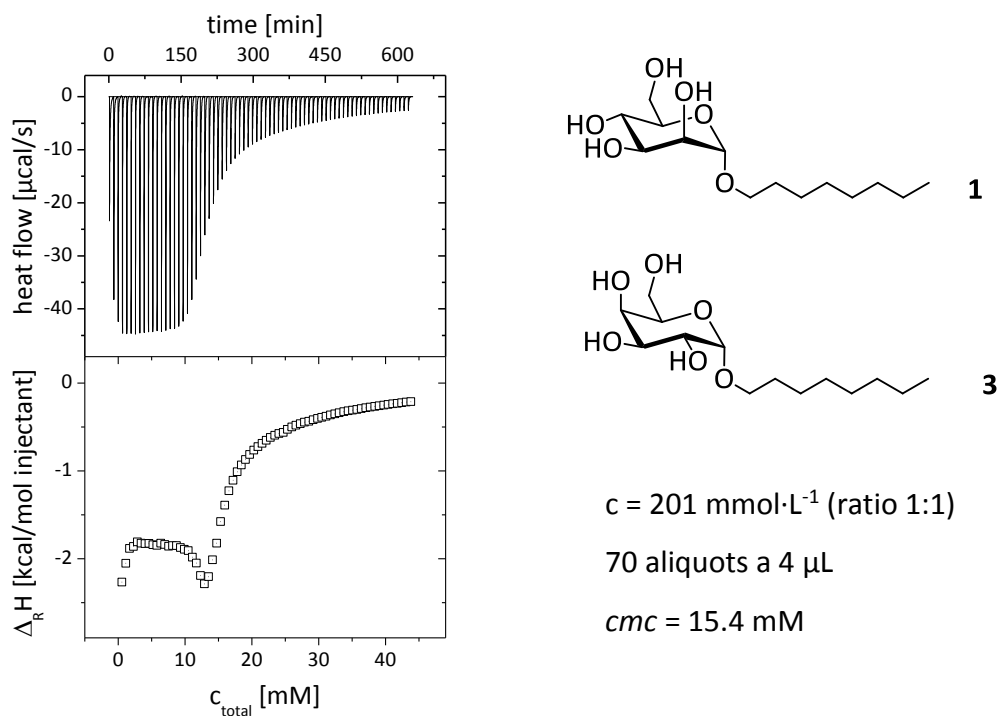 time [min]
0 150 300 450 600
0
-10
-20
-30
-40
heat flow [µcal/s]
0
-1
-2
Δ_R H [kcal/mol injectant]
0 10 20 30 40
c_total [mM]
OH
OH
O
HO
HO
O
1
OH
HO
O
HO
HO
O
3
c = 201 mmol·L⁻¹ (ratio 1:1)
70 aliquots a 4 µL
cmc = 15.4 mM